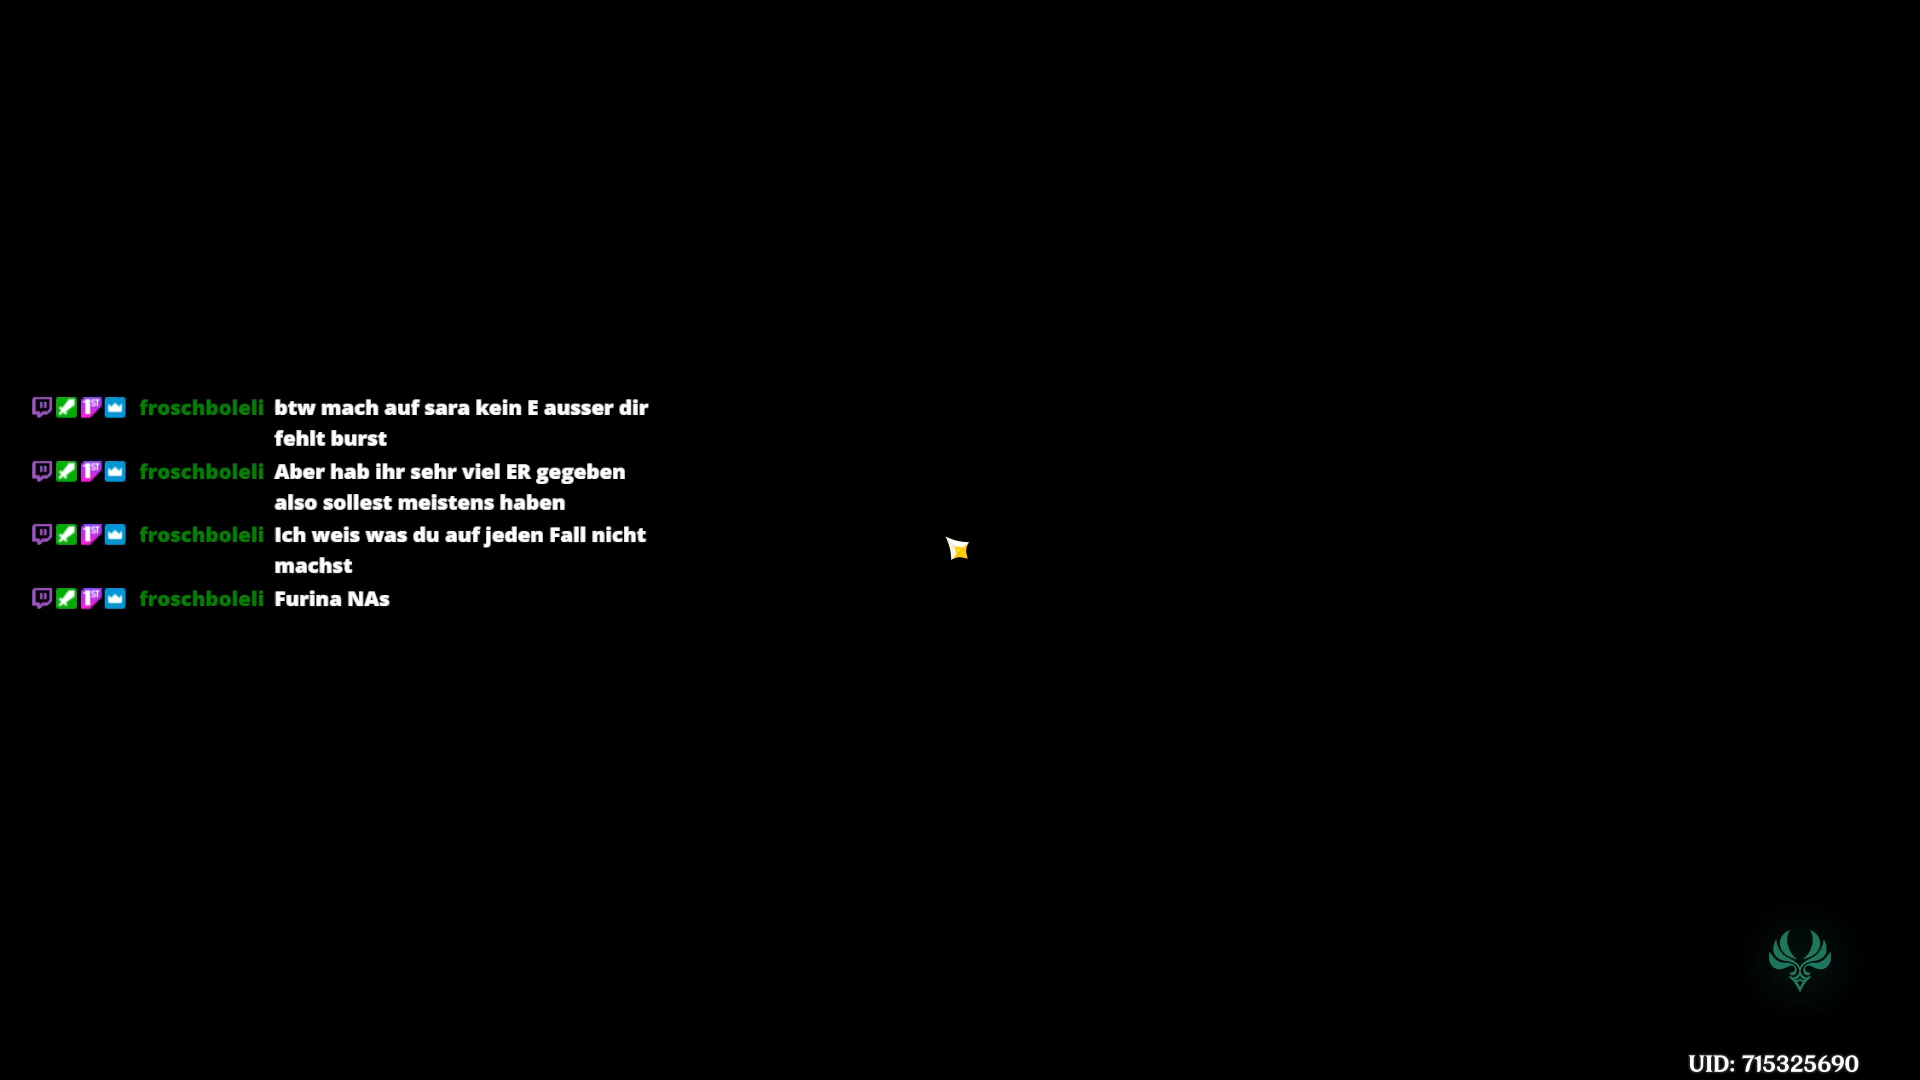 froschboleli btw mach auf sara kein E ausser dir
fehlt burst
froschboleli Aber hab ihr sehr viel ER gegeben
also sollest meistens haben
froschboleli Ich weis was du auf jeden Fall nicht
machst
froschboleli Furina NAs
UID: 715325690